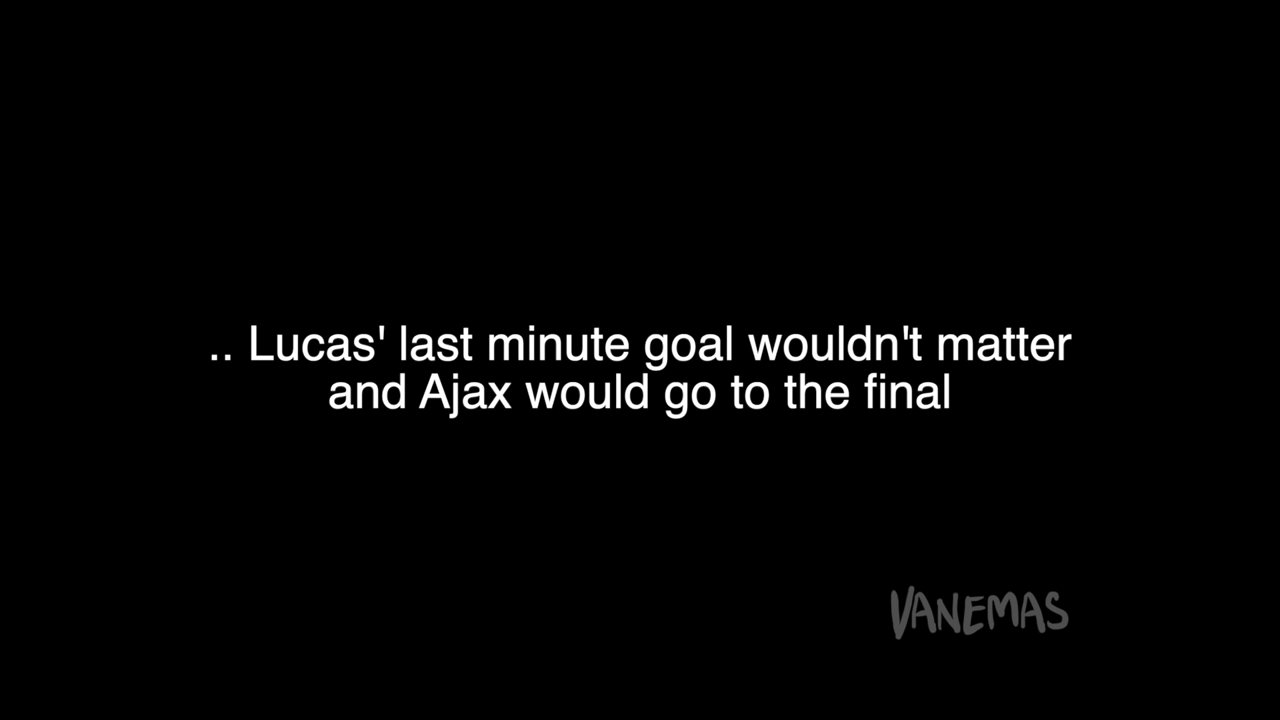 .. Lucas' last minute goal wouldn't matter
and Ajax would go to the final
VANEMAS